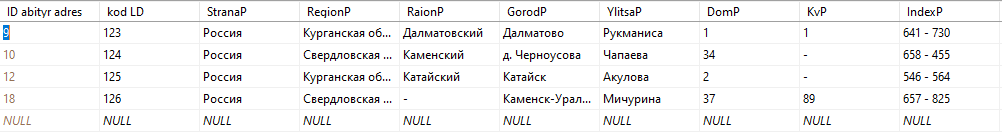 ID abityr adres kod LD StranaP RegionP RaionP GorodP YlitsaP DomP KvP IndexP
9 123 Россия Курганская об... Далматовский Далматово Рукманиса 1 1 641 - 730
10 124 Россия Свердловская ... Каменский д. Черноусова Чапаева 34 - 658 - 455
12 125 Россия Курганская об... Катайский Катайск Акулова 2 - 546 - 564
18 126 Россия Свердловская ... - Каменск-Урал... Мичурина 37 89 657 - 825
NULL NULL NULL NULL NULL NULL NULL NULL NULL NULL